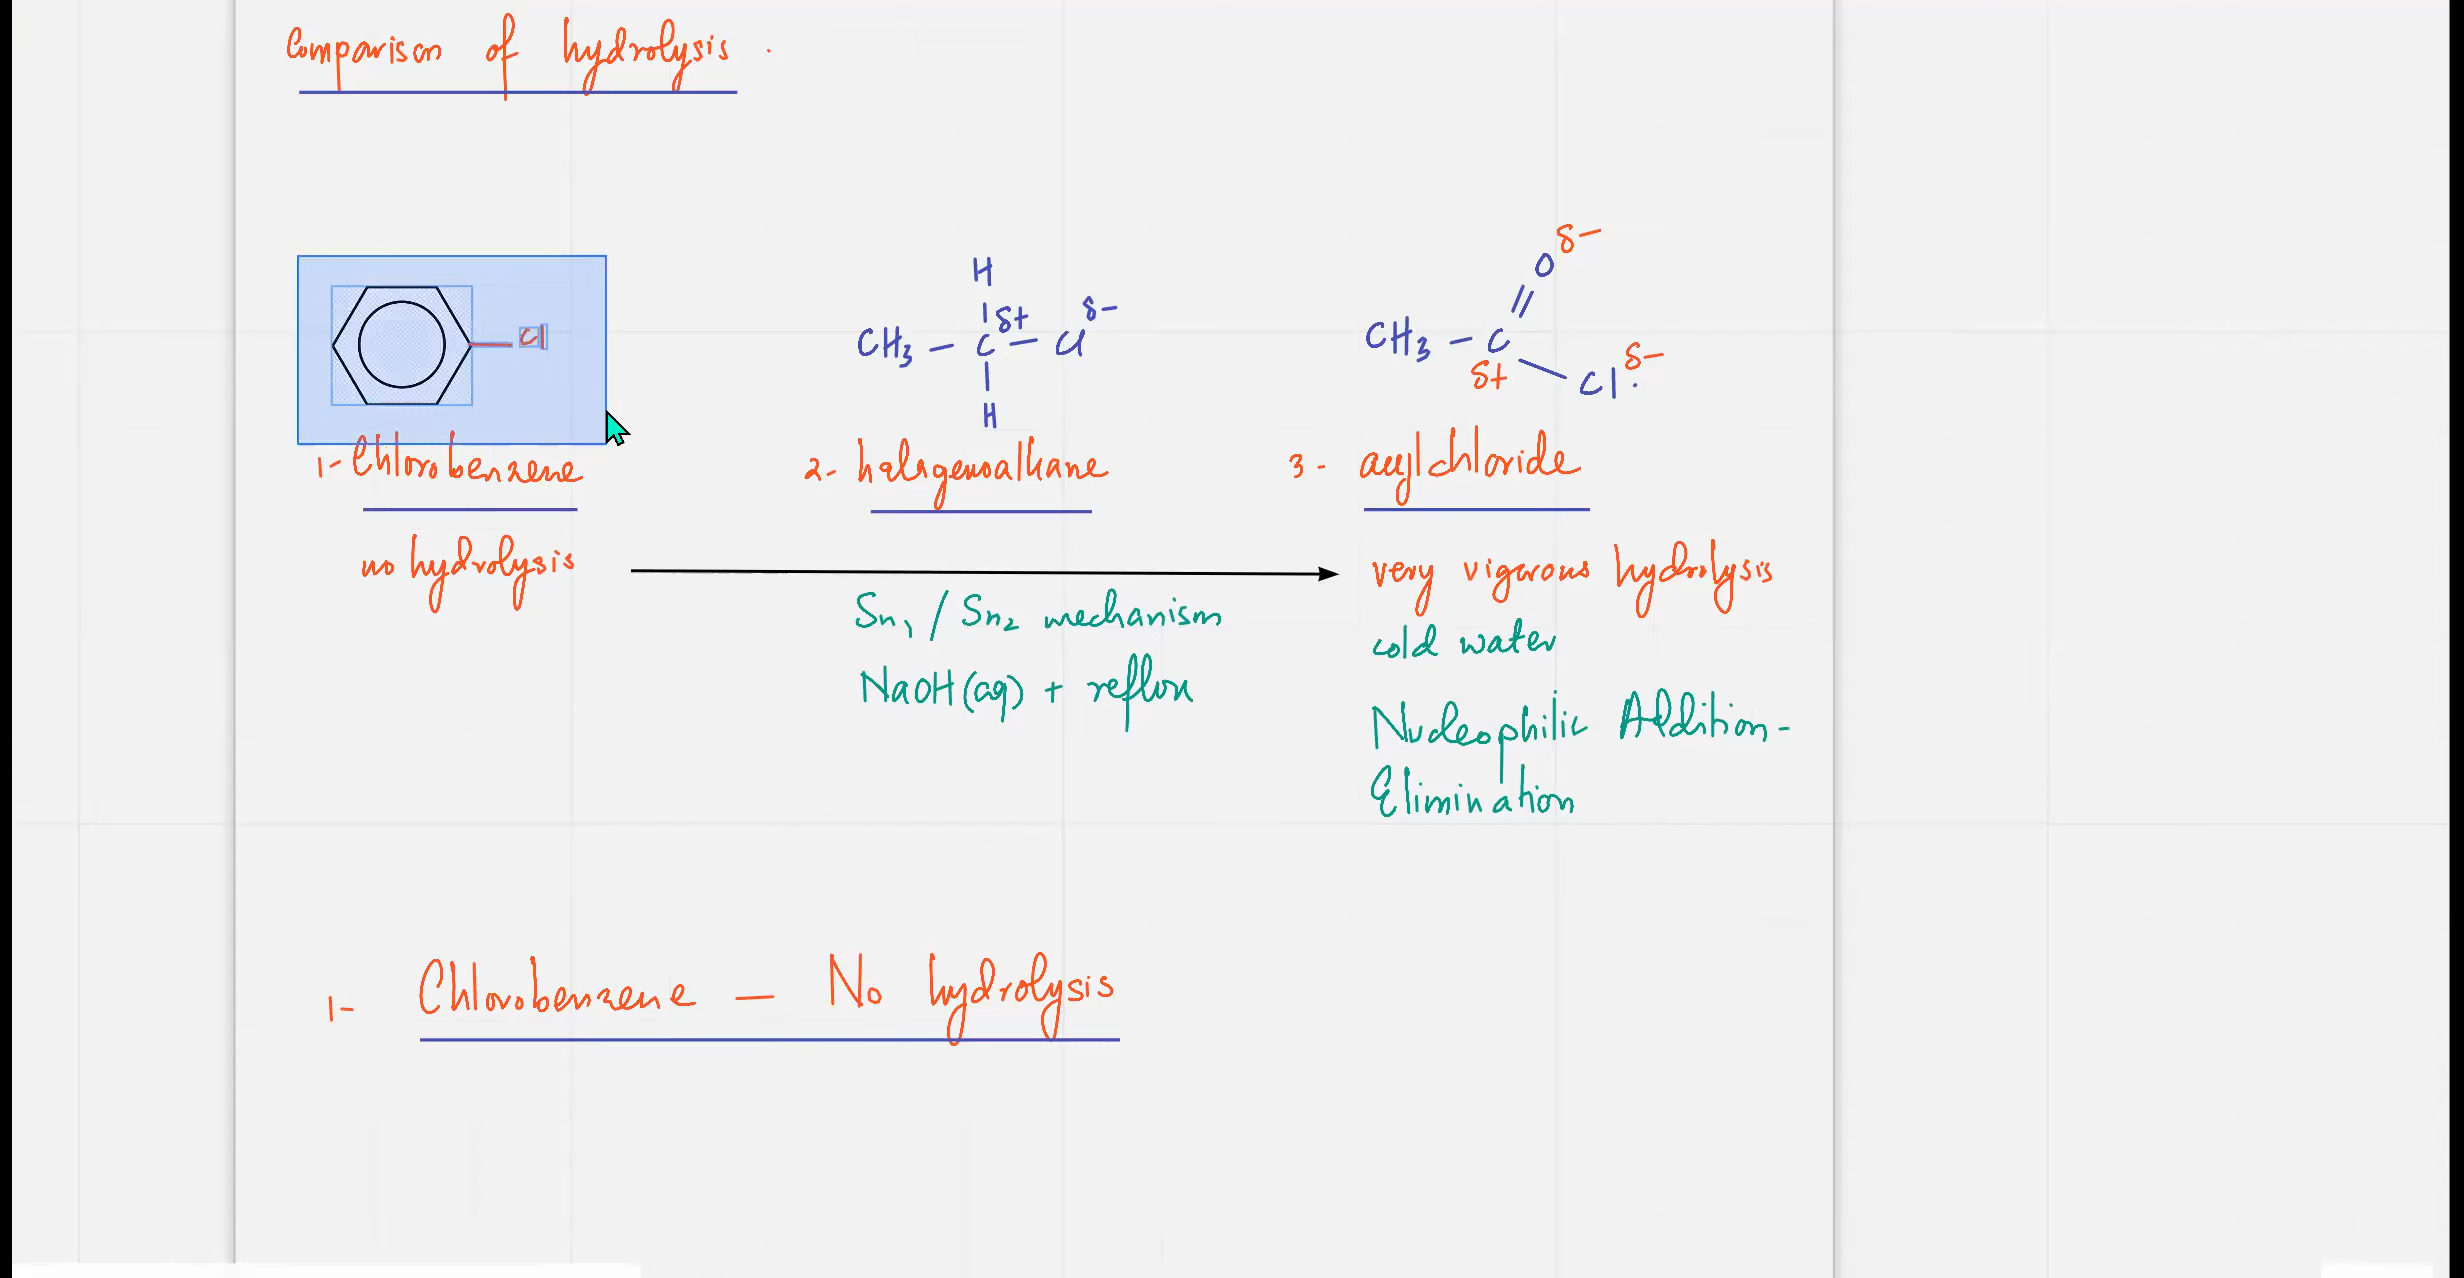 Comparison of hydrolysis
Cl
H
CH3 - C - Cl
δ+
δ-
H
O
δ-
CH3 - C
δ+
Cl
δ-
1- Chlorobenzene
2- halogenoalkane
3- acylchloride
no hydrolysis
very vigorous hydrolysis
Sn1 / Sn2 mechanism
cold water
NaOH(aq) + reflux
Nucleophilic Addition-
Elimination
1- Chlorobenzene — No hydrolysis